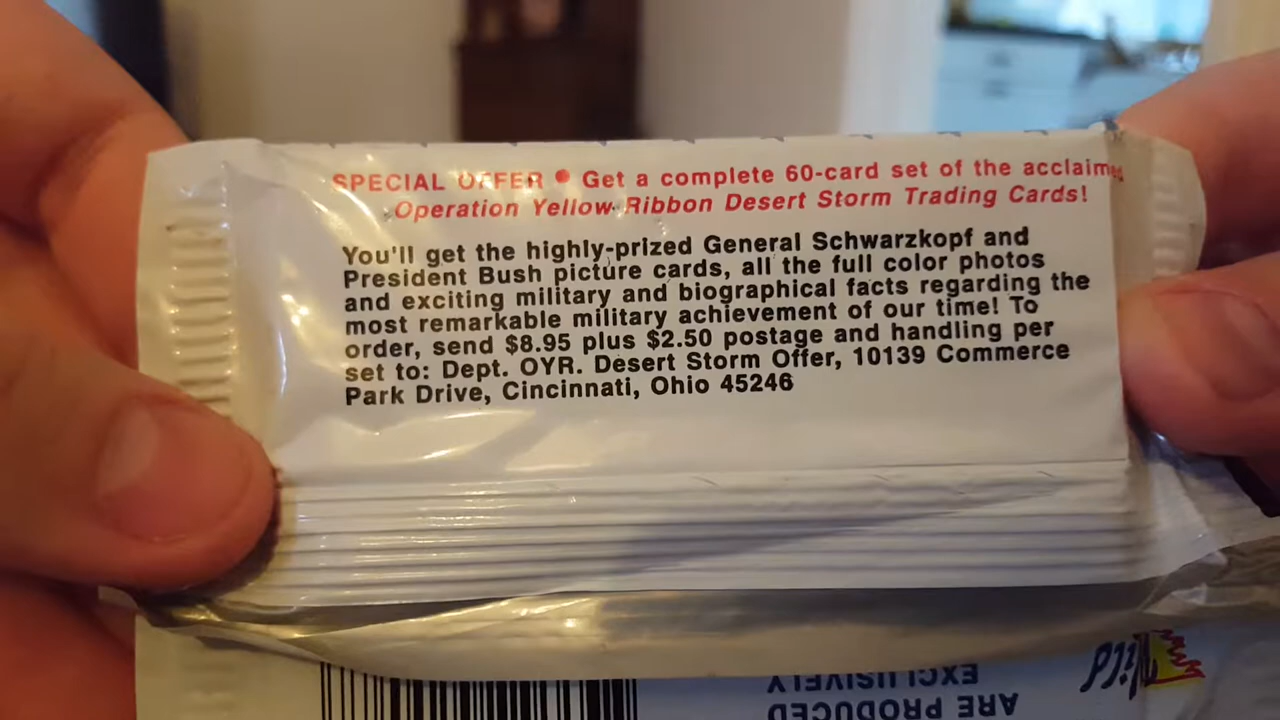 SPECIAL OFFER • Get a complete 60-card set of the acclaimed
Operation Yellow Ribbon Desert Storm Trading Cards!
You'll get the highly-prized General Schwarzkopf and
President Bush picture cards, all the full color photos
and exciting military and biographical facts regarding the
most remarkable military achievement of our time! To
order, send $8.95 plus $2.50 postage and handling per
set to: Dept. OYR. Desert Storm Offer, 10139 Commerce
Park Drive, Cincinnati, Ohio 45246
ARE PRODUCED
EXCLUSIVELY